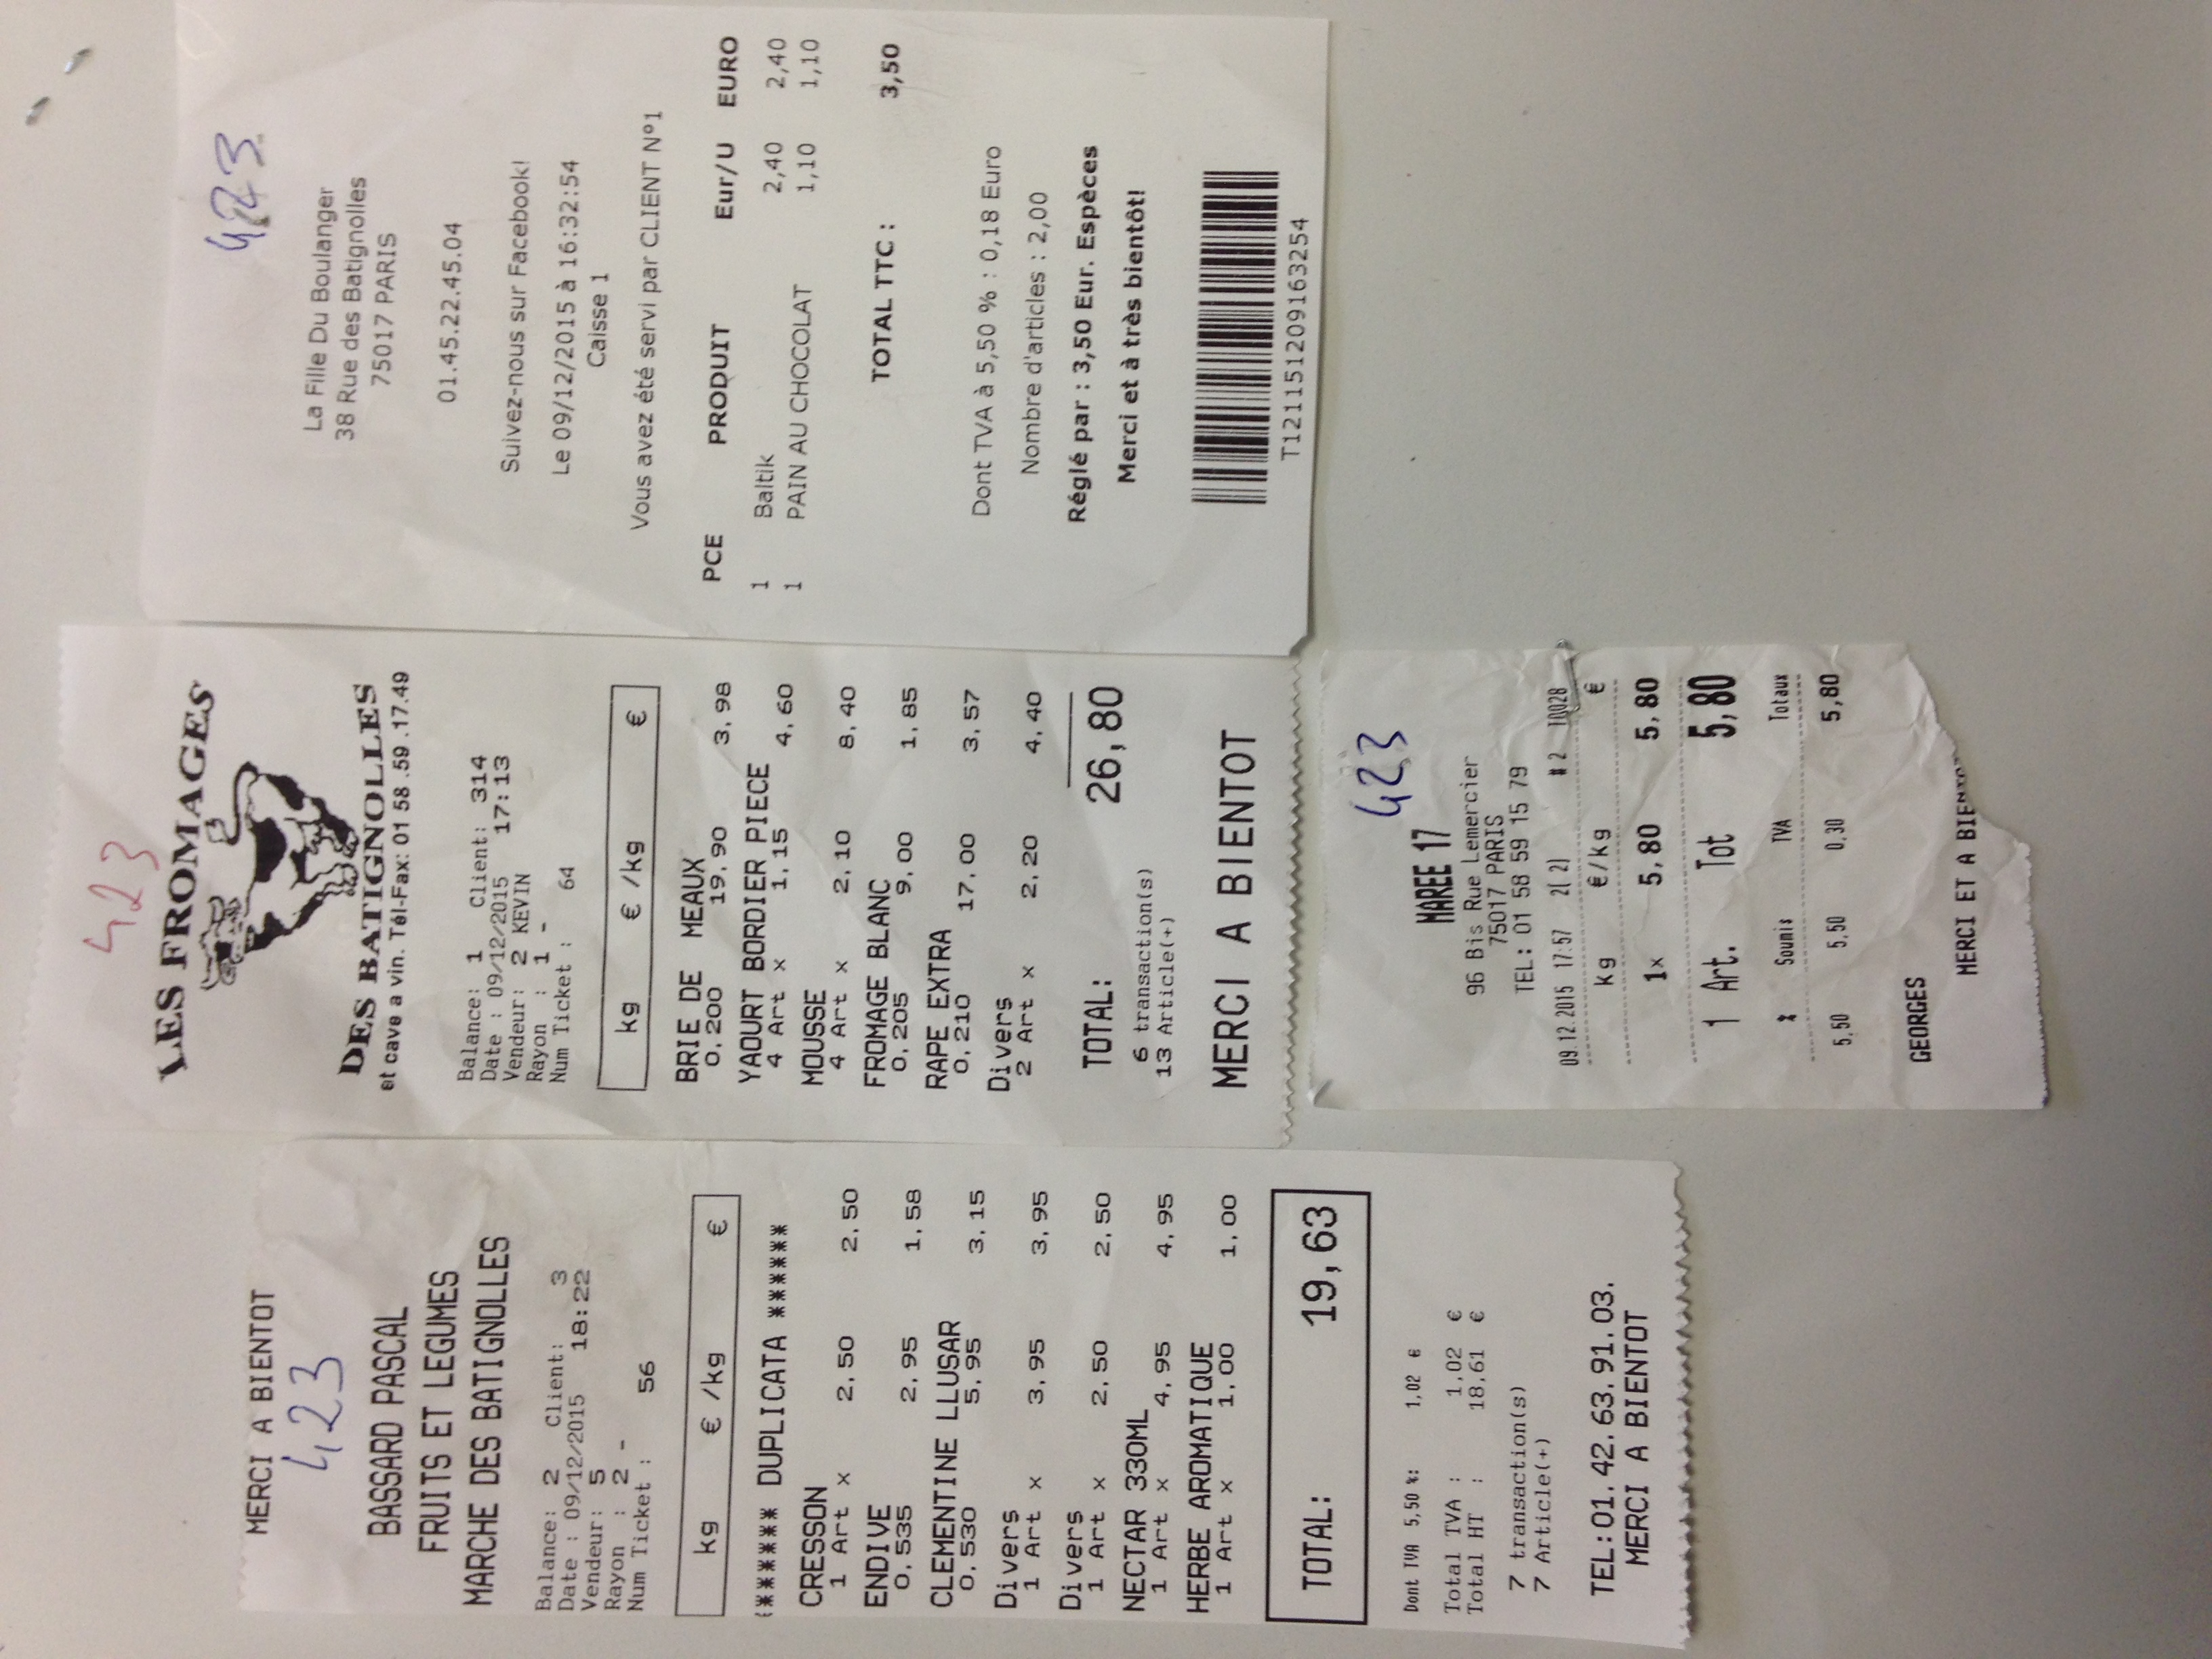 MERCI A BIENTOT
423
BASSARD PASCAL
FRUITS ET LEGUMES
MARCHE DES BATIGNOLLES
Balance: 2 Client: 3
Date : 09/12/2015 18:22
Vendeur: 5
Rayon : 2 -
Num Ticket : 56
kg € /kg €
****** DUPLICATA ******
CRESSON
1 Art x 2,50 2,50
ENDIVE
0,535 2,95 1,58
CLEMENTINE LLUSAR
0,530 5,95 3,15
Divers
1 Art x 3,95 3,95
Divers
1 Art x 2,50 2,50
NECTAR 330ML
1 Art x 4,95 4,95
HERBE AROMATIQUE
1 Art x 1,00 1,00
TOTAL: 19,63
Dont TVA 5,50 %: 1,02 €
Total TVA : 1,02 €
Total HT : 18,61 €
7 transaction(s)
7 Article(+)
TEL:01.42.63.91.03.
MERCI A BIENTOT
423
LES FROMAGES
DES BATIGNOLLES
et cave a vin. Tél-Fax: 01 58 .59 .17.49
Balance: 1 Client: 314
Date : 09/12/2015 17:13
Vendeur: 2 KEVIN
Rayon : 1 -
Num Ticket : 64
kg € /kg €
BRIE DE MEAUX
0,200 19,90 3,98
YAOURT BORDIER PIECE
4 Art x 1,15 4,60
MOUSSE
4 Art x 2,10 8,40
FROMAGE BLANC
0,205 9,00 1,85
RAPE EXTRA
0,210 17,00 3,57
Divers
2 Art x 2,20 4,40
TOTAL: 26,80
6 transaction(s)
13 Article(+)
MERCI A BIENTOT
423
La Fille Du Boulanger
38 Rue des Batignolles
75017 PARIS
01.45.22.45.04
Suivez-nous sur Facebook!
Le 09/12/2015 à 16:32:54
Caisse 1
Vous avez été servi par CLIENT N°1
PCE PRODUIT Eur/U EURO
1 Baltik 2,40 2,40
1 PAIN AU CHOCOLAT 1,10 1,10
TOTAL TTC : 3,50
Dont TVA à 5,50 % : 0,18 Euro
Nombre d'articles : 2,00
Réglé par : 3,50 Eur. Espèces
Merci et à très bientôt!
T121151209163254
423
MAREE 17
96 Bis Rue Lemercier
75017 PARIS
TEL: 01 58 59 15 79
09.12.2015 17:57 2( 2) #2 T0028
kg €/kg €
1x 5,80 5,80
1 Art. Tot 5,80
% Soumis TVA Totaux
5,50 5,50 0,30 5,80
GEORGES
MERCI ET A BIENTOT